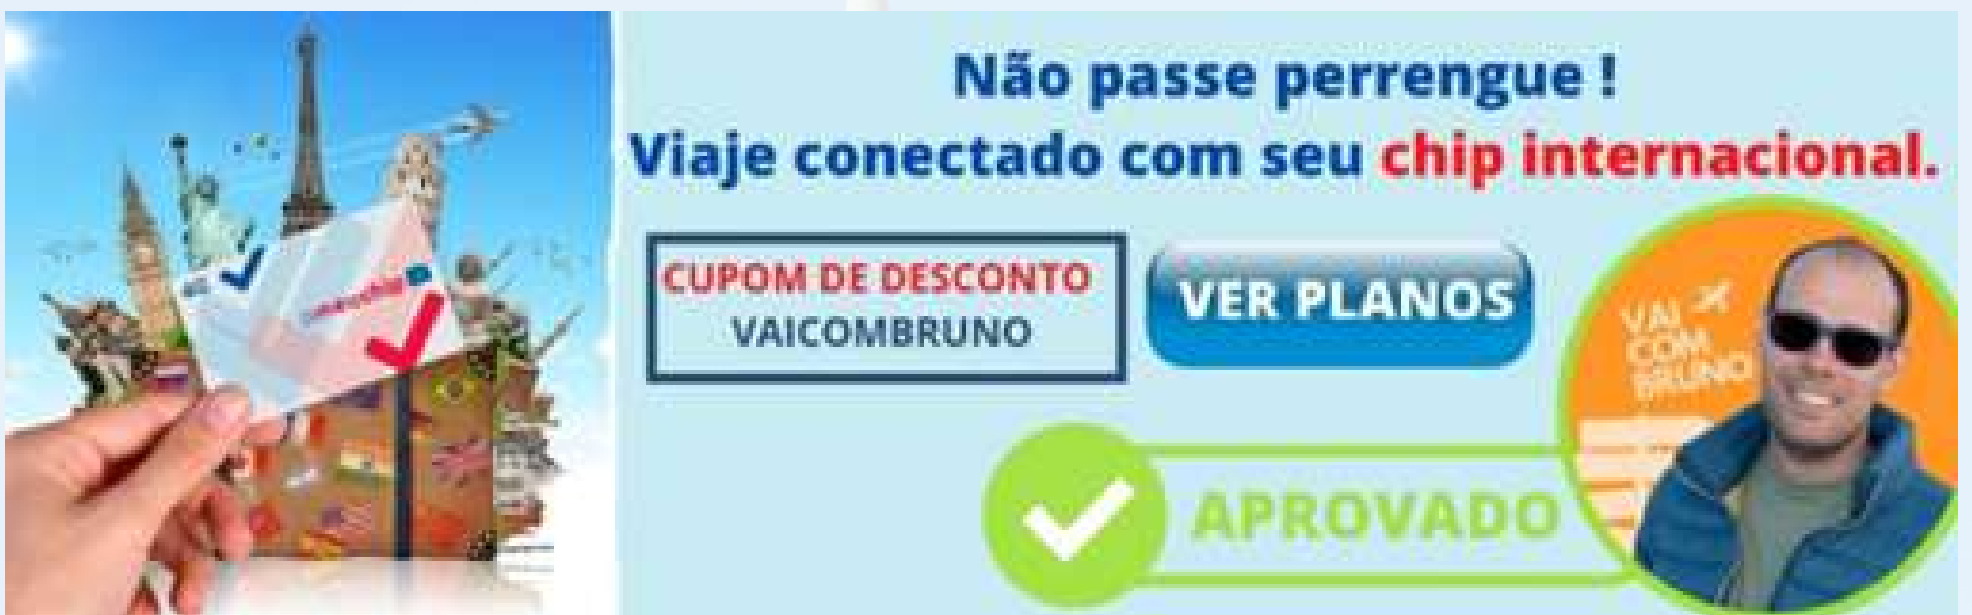 Não passe perrengue !
Viaje conectado com seu chip internacional.
CUPOM DE DESCONTO
VAICOMBRUNO
VER PLANOS
VAI
COM
BRUNO
APROVADO